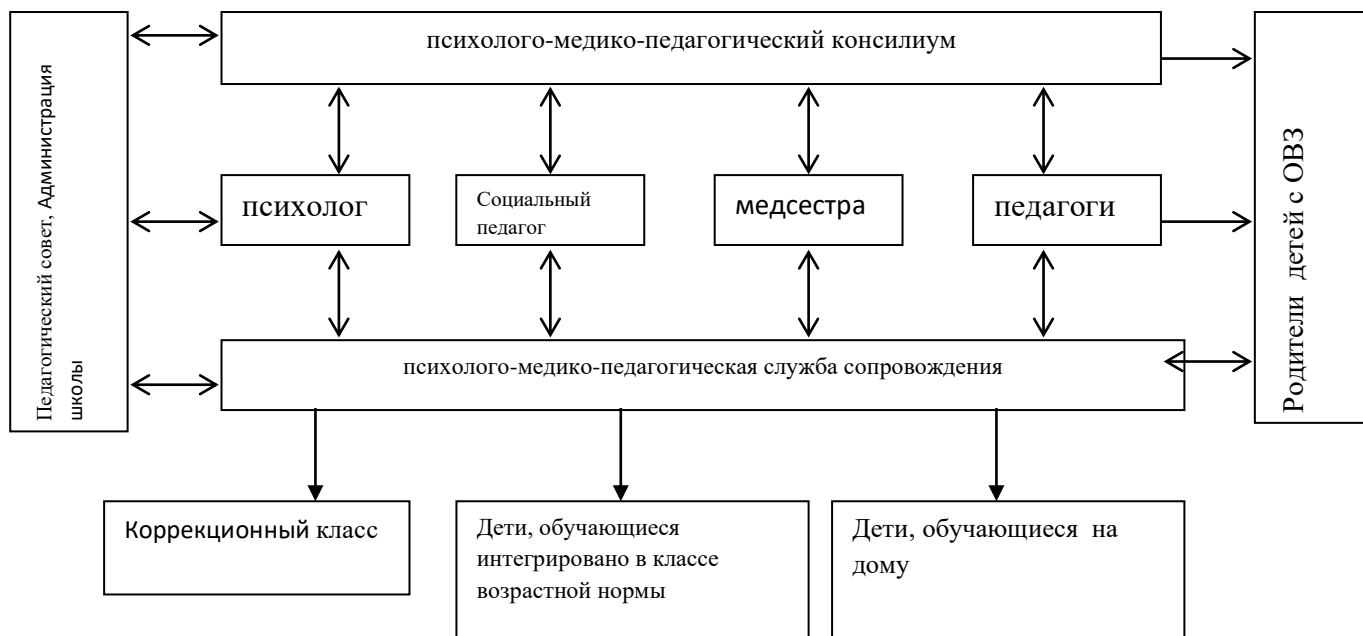 психолого-медико-педагогический консилиум
Педагогический совет, Администрация
школы
психолог
Социальный
педагог
медсестра
педагоги
Родители детей с ОВЗ
психолого-медико-педагогическая служба сопровождения
Коррекционный класс
Дети, обучающиеся
интегрировано в классе
возрастной нормы
Дети, обучающиеся на
дому